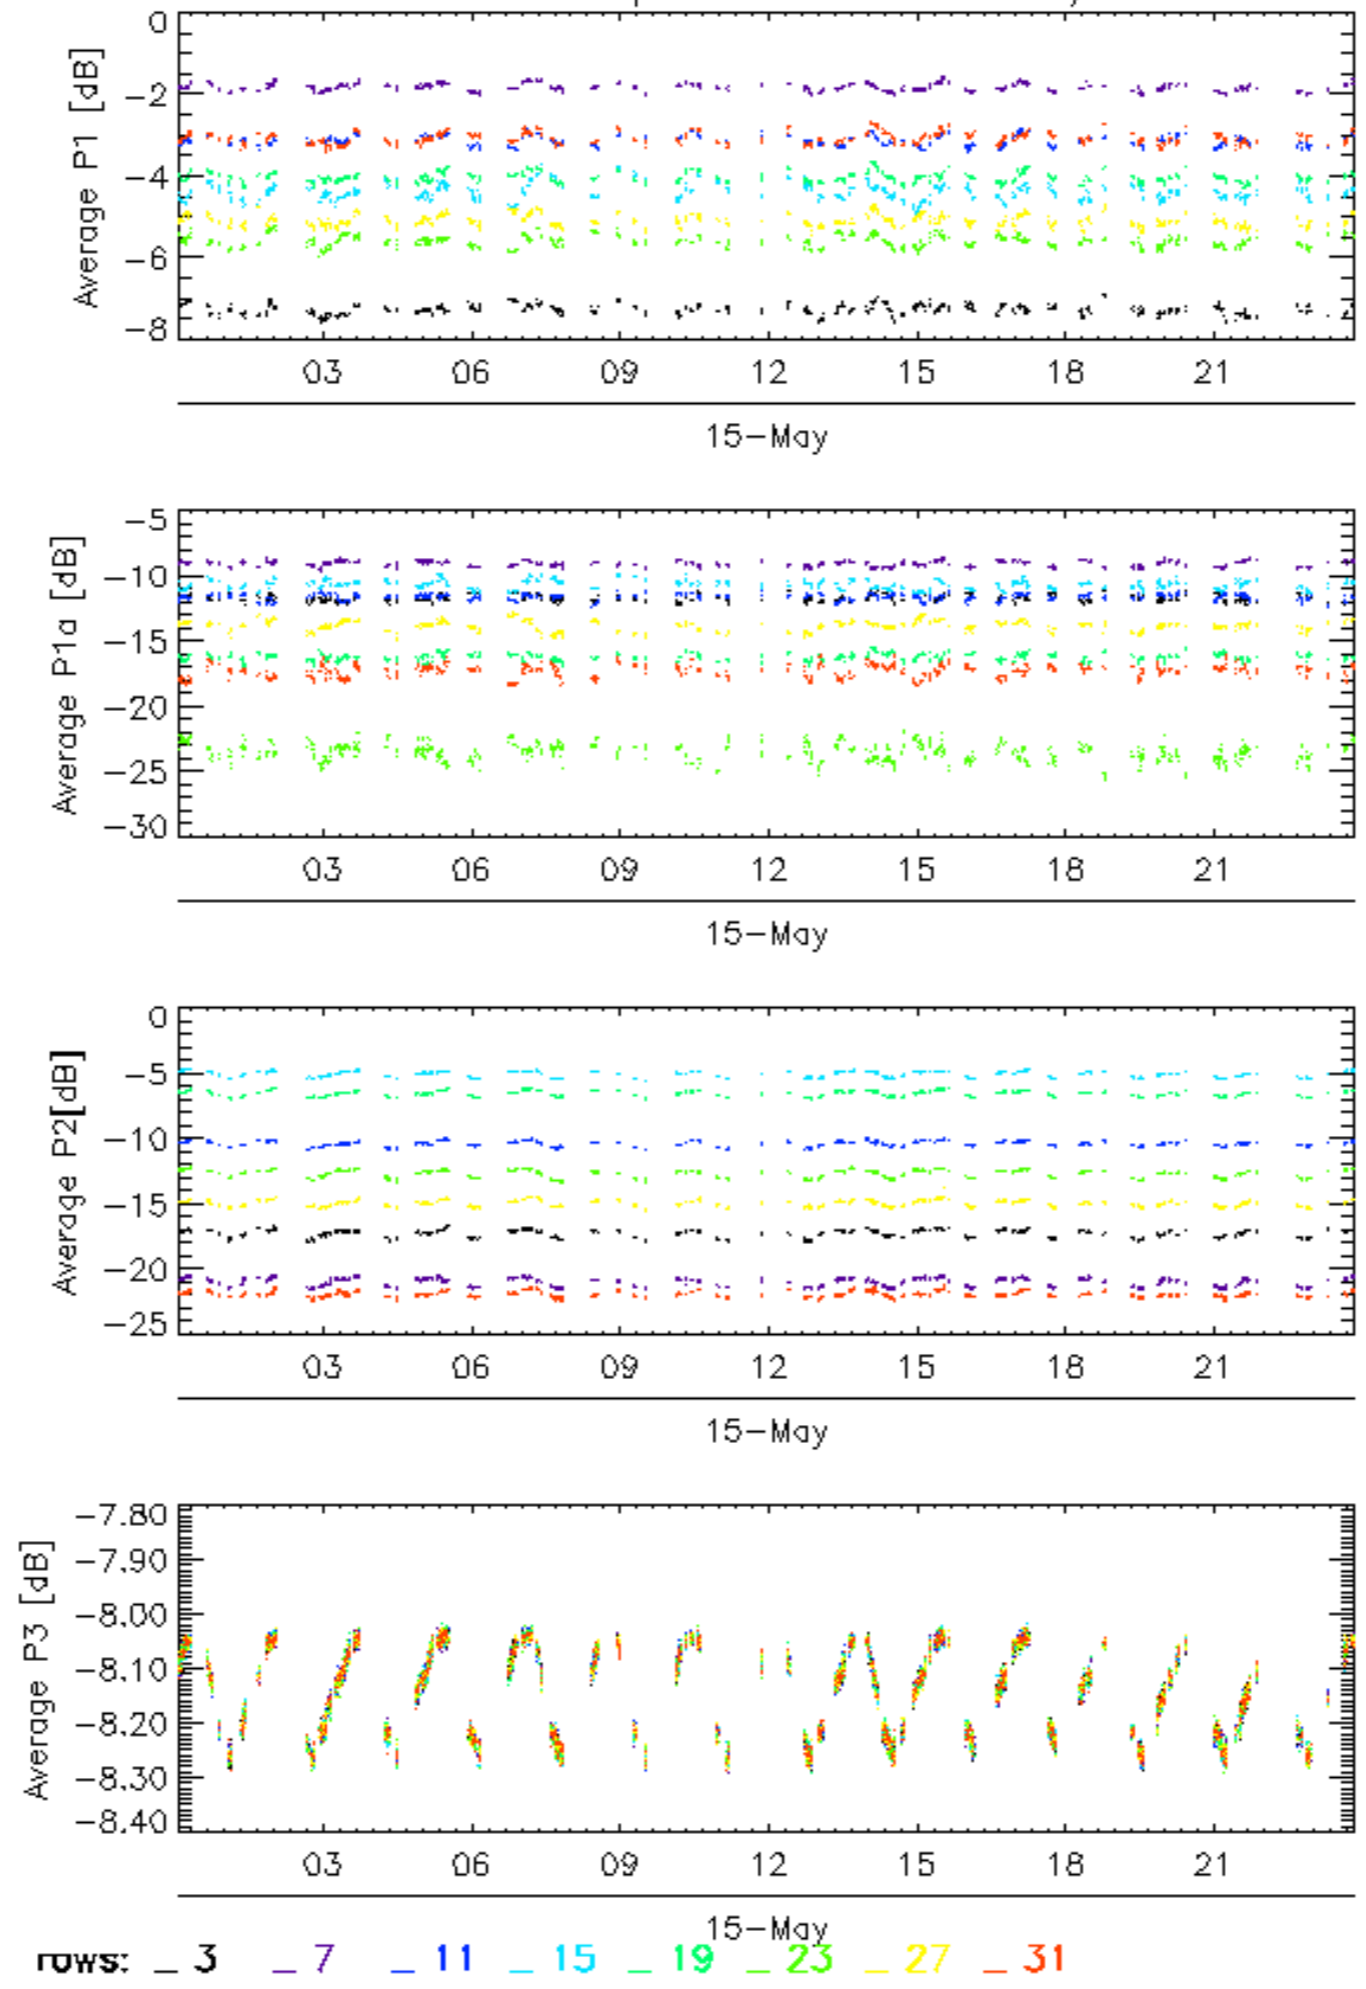 0
−2
−4
−6
−8
Average P1 [dB]
03 06 09 12 15 18 21
15−May
−5
−10
−15
−20
−25
−30
Average P1a [dB]
03 06 09 12 15 18 21
15−May
0
−5
−10
−15
−20
−25
Average P2[dB]
03 06 09 12 15 18 21
15−May
−7.80
−7.90
−8.00
−8.10
−8.20
−8.30
−8.40
Average P3 [dB]
03 06 09 12 15 18 21
15−May
rows: _ 3 _ 7 _ 11 _ 15 _ 19 _ 23 _ 27 _ 31